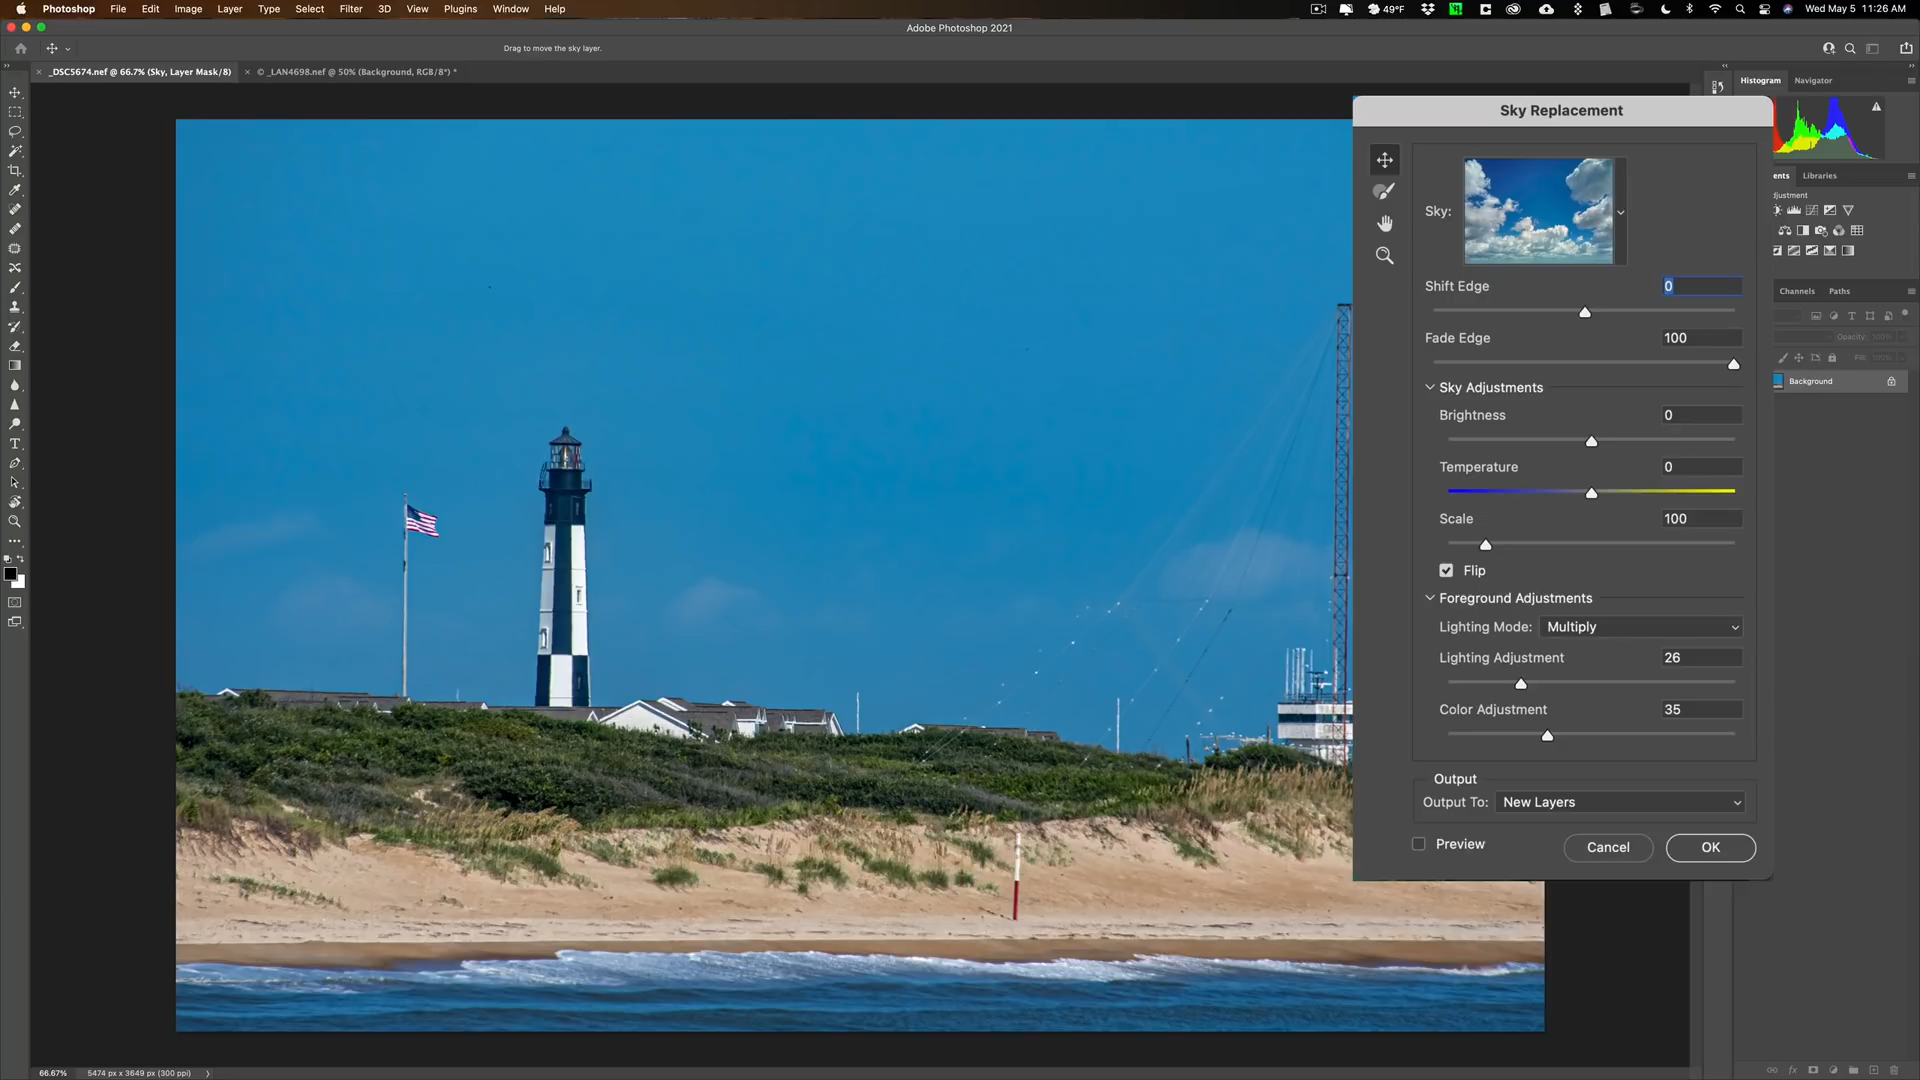 Photoshop File Edit Image Layer Type Select Filter 3D View Plugins Window Help 49°F Wed May 5 11:26 AM
Adobe Photoshop 2021
Drag to move the sky layer.
_DSC5674.nef @ 66.7% (Sky, Layer Mask/8) © _LAN4698.nef @ 50% (Background, RGB/8*) *
Histogram Navigator
Sky Replacement
Libraries
Sky:
Shift Edge 0
Channels Paths
Opacity: 100%
Fade Edge 100
Fill: 100%
Background
Sky Adjustments
Brightness 0
Temperature 0
Scale 100
Flip
Foreground Adjustments
Lighting Mode: Multiply
Lighting Adjustment 26
Color Adjustment 35
Output
Output To: New Layers
Preview Cancel OK
66.67% 5474 px x 3649 px (300 ppi)